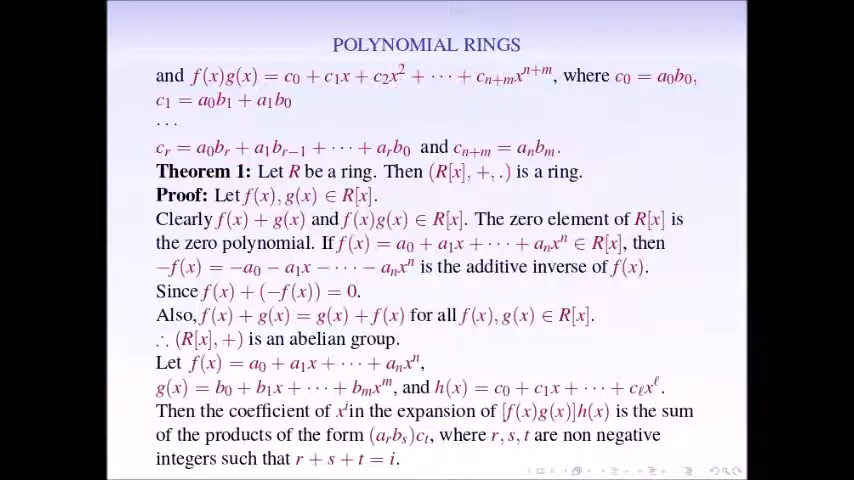 POLYNOMIAL RINGS
and f(x)g(x) = c₀ + c₁x + c₂x² + ⋯ + cₙ₊ₘxⁿ⁺ᵐ, where c₀ = a₀b₀,
c₁ = a₀b₁ + a₁b₀
⋯
cᵣ = a₀bᵣ + a₁bᵣ₋₁ + ⋯ + aᵣb₀ and cₙ₊ₘ = aₙbₘ.
Theorem 1: Let R be a ring. Then (R[x], +, .) is a ring.
Proof: Let f(x), g(x) ∈ R[x].
Clearly f(x) + g(x) and f(x)g(x) ∈ R[x]. The zero element of R[x] is
the zero polynomial. If f(x) = a₀ + a₁x + ⋯ + aₙxⁿ ∈ R[x], then
−f(x) = −a₀ − a₁x − ⋯ − aₙxⁿ is the additive inverse of f(x).
Since f(x) + (−f(x)) = 0.
Also, f(x) + g(x) = g(x) + f(x) for all f(x), g(x) ∈ R[x].
∴ (R[x], +) is an abelian group.
Let f(x) = a₀ + a₁x + ⋯ + aₙxⁿ,
g(x) = b₀ + b₁x + ⋯ + bₘxᵐ, and h(x) = c₀ + c₁x + ⋯ + c_ℓx^ℓ.
Then the coefficient of xⁱ in the expansion of [f(x)g(x)]h(x) is the sum
of the products of the form (aᵣbₛ)cₜ, where r, s, t are non negative
integers such that r + s + t = i.